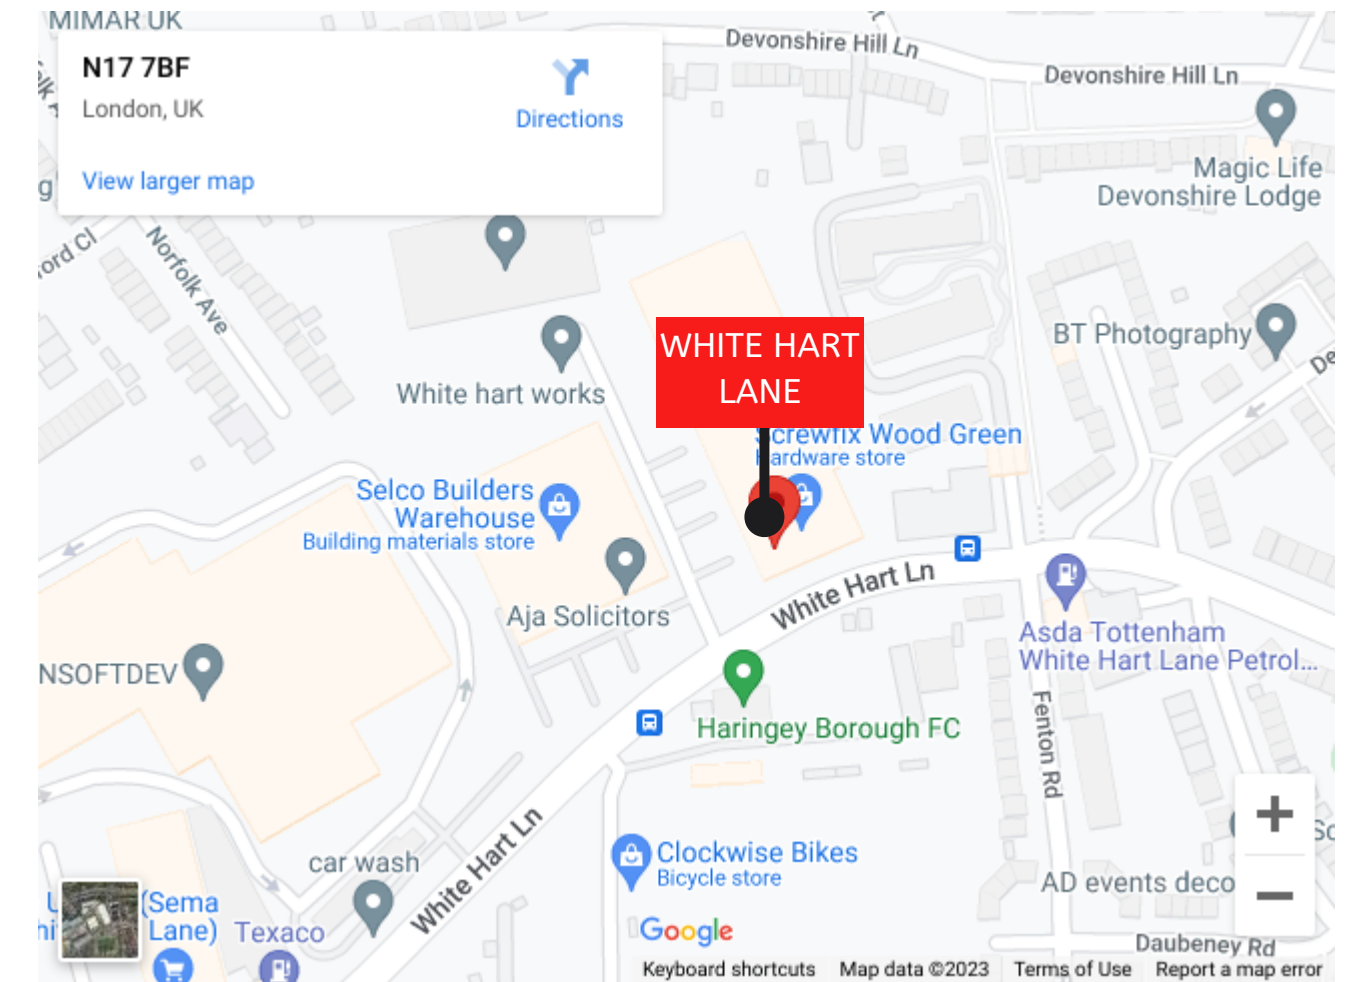 MIMAR UK
Devonshire Hill Ln
Devonshire Hill Ln
N17 7BF
London, UK
Directions
View larger map
Magic Life
Devonshire Lodge
ord Cl
Norfolk Ave
BT Photography
De
White hart works
WHITE HART
LANE
Screwfix Wood Green
Hardware store
Selco Builders
Warehouse
Building materials store
Aja Solicitors
White Hart Ln
Asda Tottenham
White Hart Lane Petrol...
NSOFTDEV
Haringey Borough FC
Fenton Rd
White Hart Ln
car wash
Clockwise Bikes
Bicycle store
AD events deco
(Sema
Lane)
Texaco
Google
Daubeney Rd
Keyboard shortcuts
Map data ©2023
Terms of Use
Report a map error